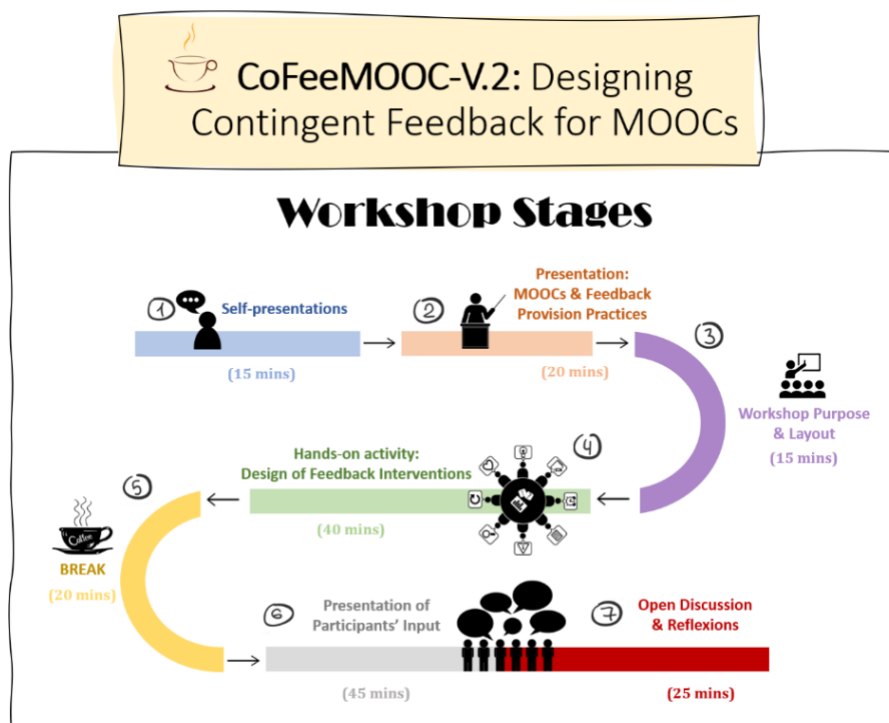 CoFeeMOOC-V.2: Designing
Contingent Feedback for MOOCs
Workshop Stages
1
Self-presentations
(15 mins)
2
Presentation:
MOOCs & Feedback
Provision Practices
(20 mins)
3
Workshop Purpose
& Layout
(15 mins)
4
Hands-on activity:
Design of Feedback Interventions
(40 mins)
5
Coffee
BREAK
(20 mins)
6
Presentation of
Participants' Input
(45 mins)
7
Open Discussion
& Reflexions
(25 mins)